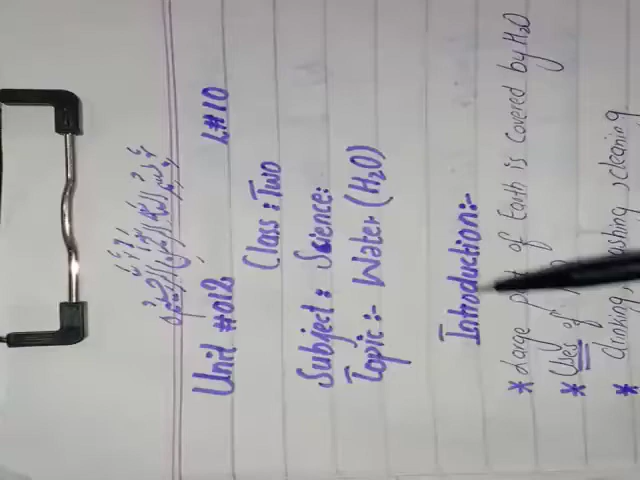 Unit #012 L#10
Class : Two
Subject : Science:
Topic :- Water (H2O)
Introduction:-
* Large part of Earth is Covered by H2O
* Uses of
* drinking, washing, cleaning